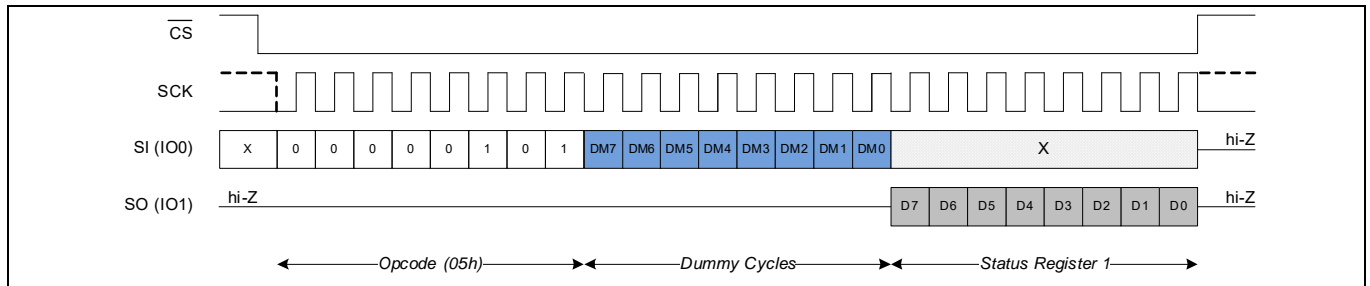 CS
SCK
SI (IO0) X 0 0 0 0 0 1 0 1 DM7 DM6 DM5 DM4 DM3 DM2 DM1 DM0 X hi-Z
SO (IO1) hi-Z D7 D6 D5 D4 D3 D2 D1 D0 hi-Z
Opcode (05h) Dummy Cycles Status Register 1